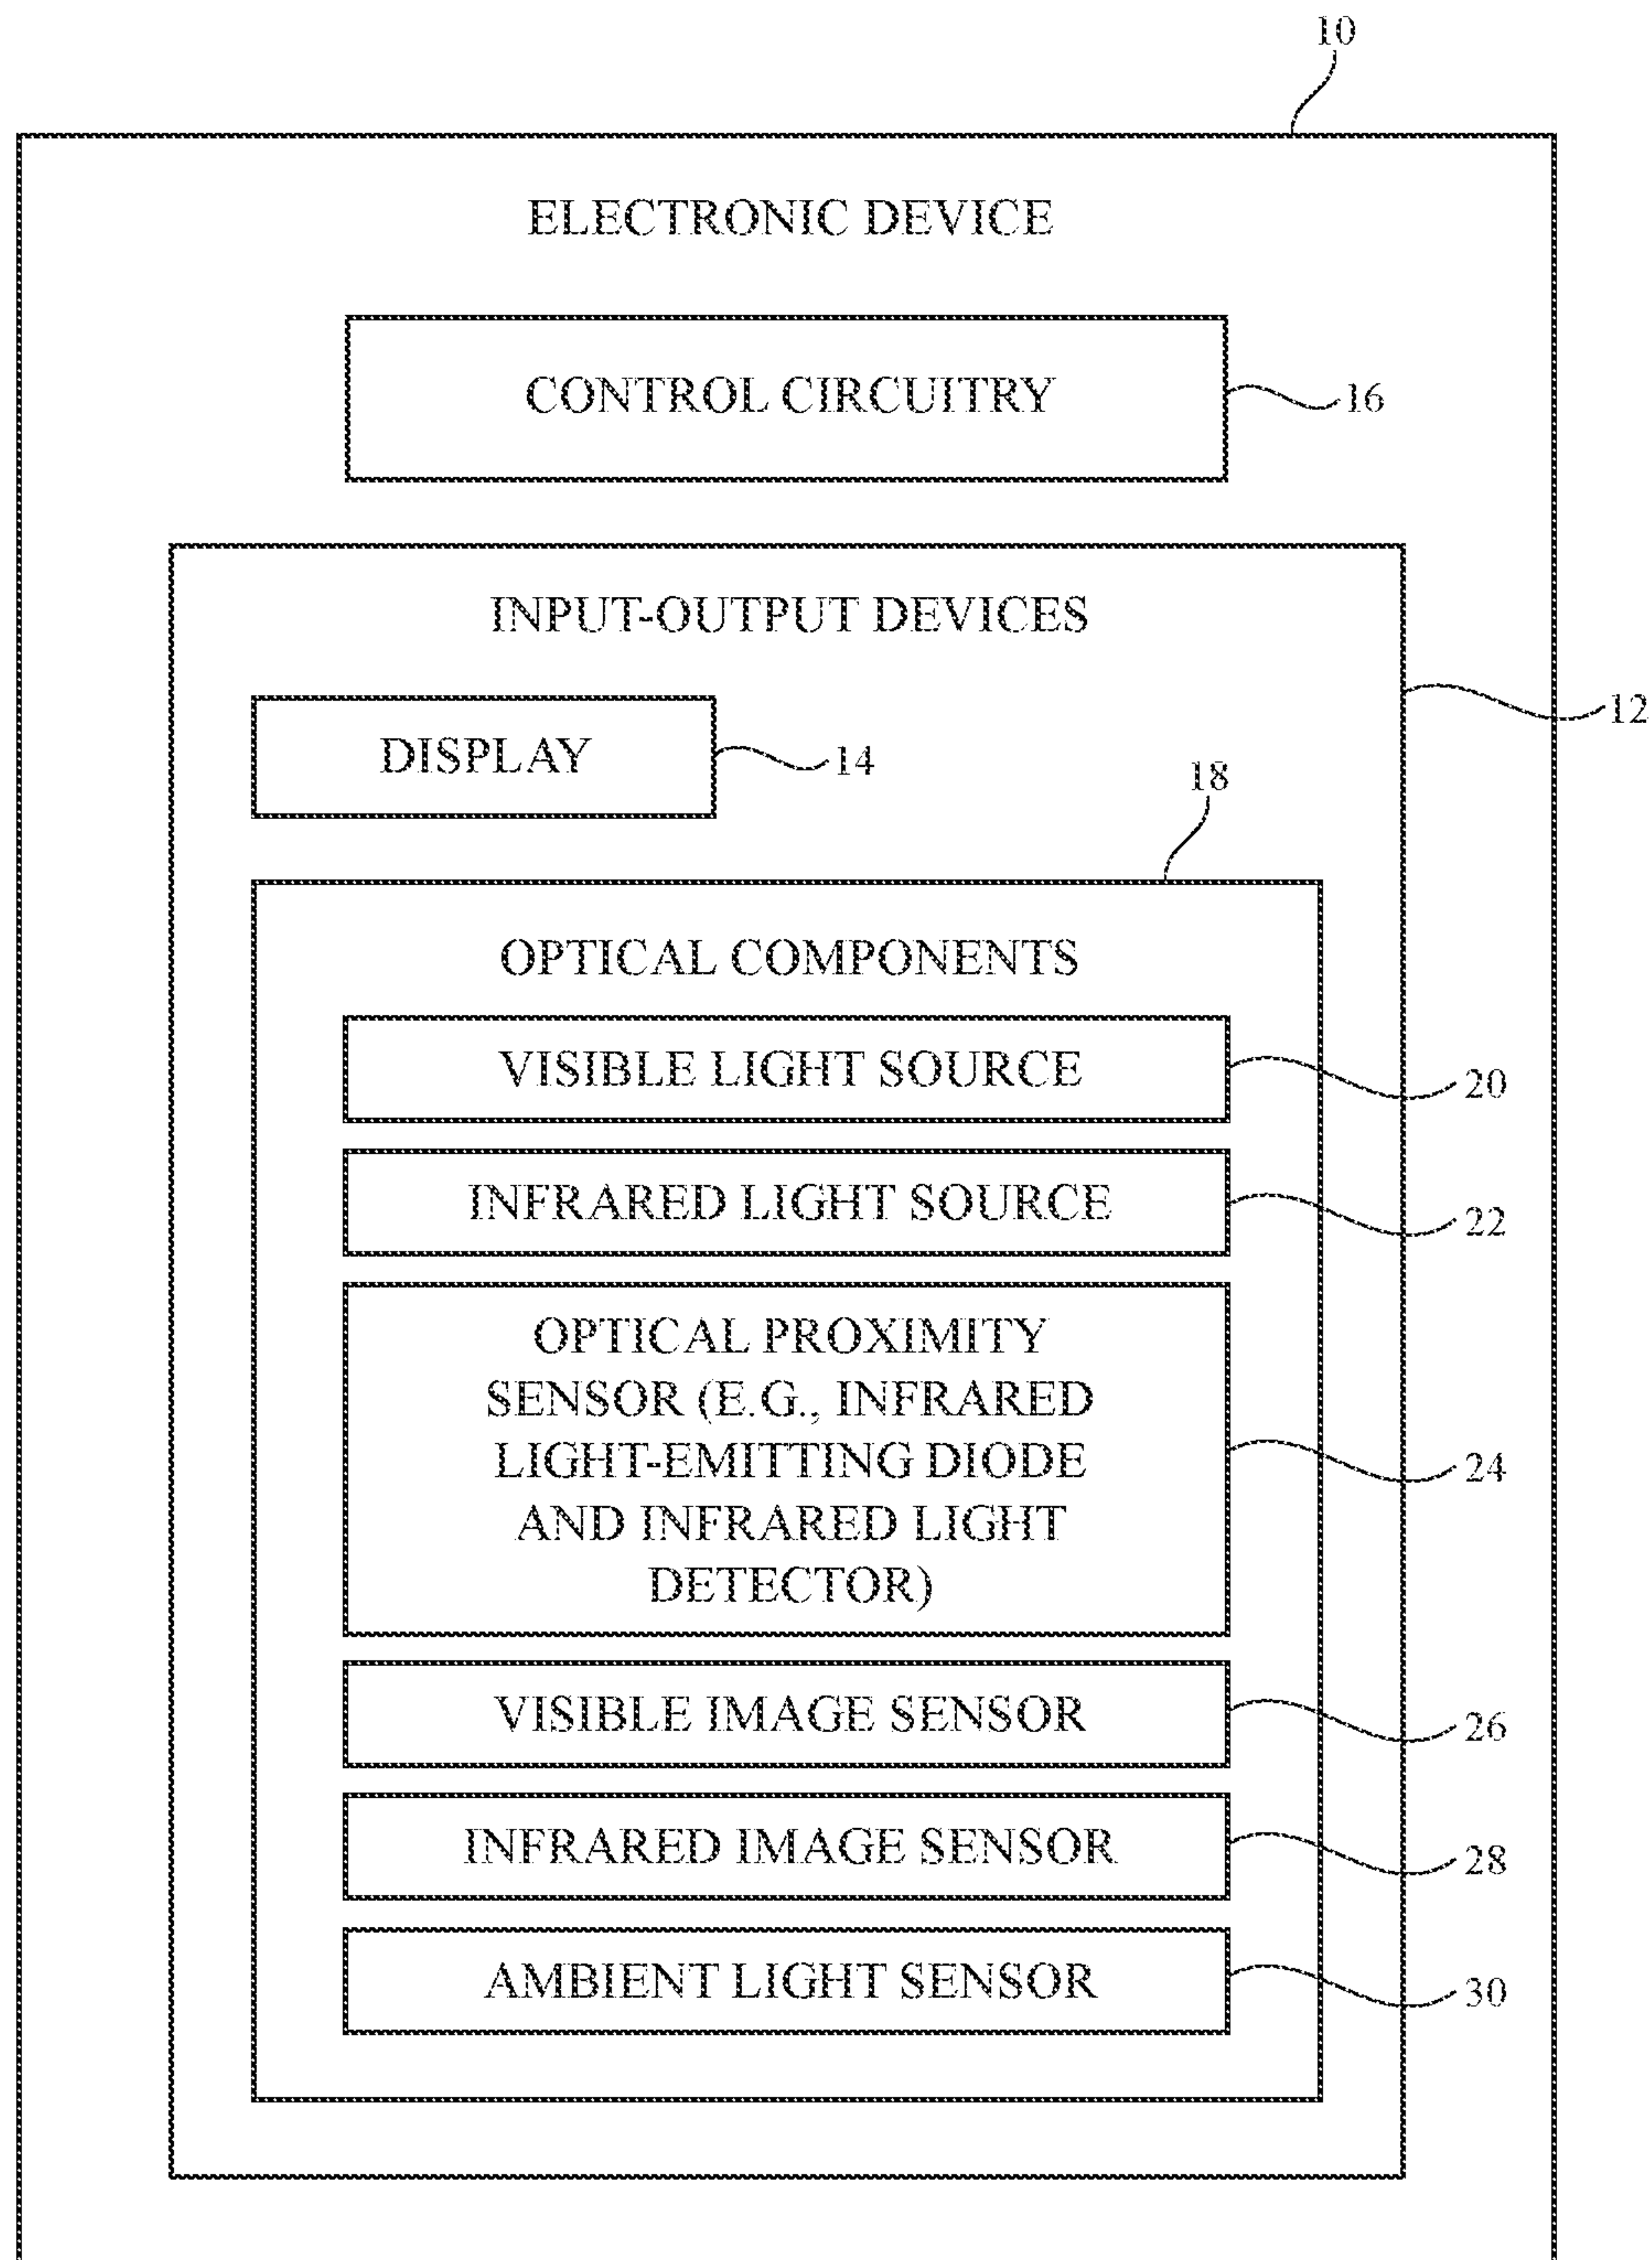 10
ELECTRONIC DEVICE
CONTROL CIRCUITRY
16
INPUT-OUTPUT DEVICES
12
DISPLAY
14
18
OPTICAL COMPONENTS
VISIBLE LIGHT SOURCE
20
INFRARED LIGHT SOURCE
22
OPTICAL PROXIMITY
SENSOR (E.G., INFRARED
LIGHT-EMITTING DIODE
AND INFRARED LIGHT
DETECTOR)
24
VISIBLE IMAGE SENSOR
26
INFRARED IMAGE SENSOR
28
AMBIENT LIGHT SENSOR
30